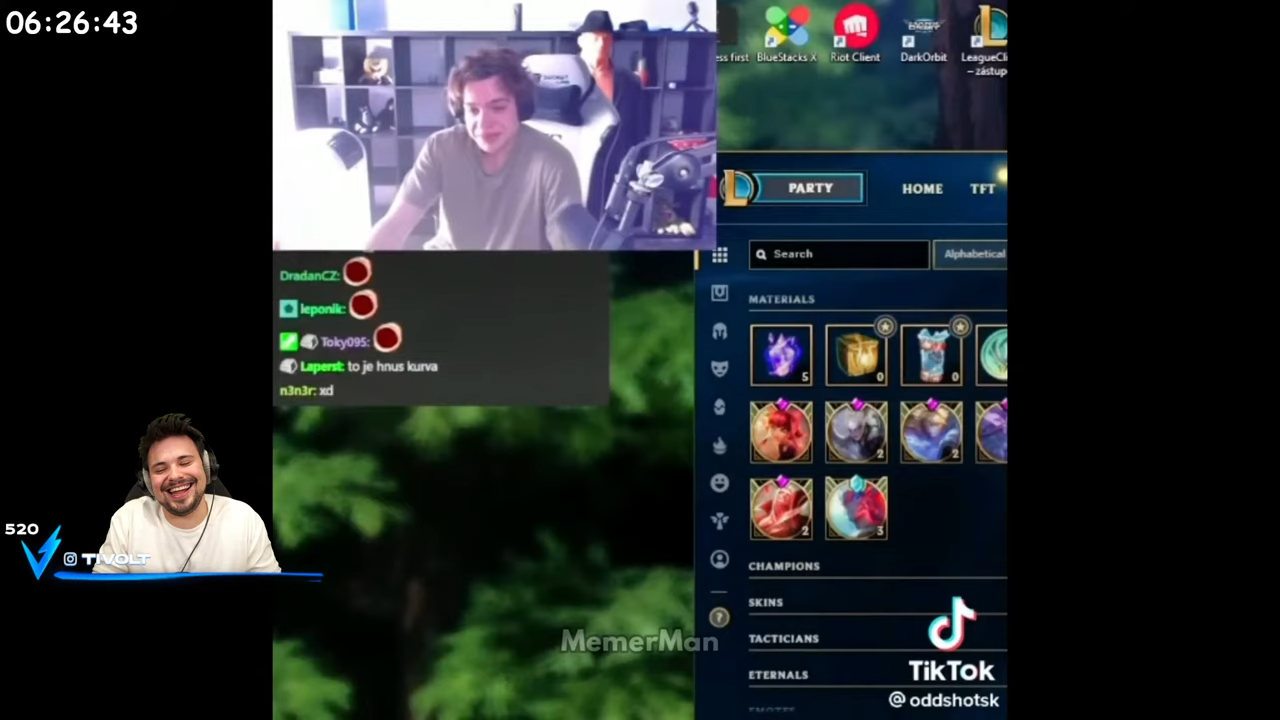 06:26:43
ess first
BlueStacks X
Riot Client
DarkOrbit
LeagueCli
– zástup
PARTY
HOME
TFT
Search
Alphabetical
MATERIALS
DradanCZ:
leponik:
Toky095:
Laperst: to je hnus kurva
n3n3r: xd
5
0
0
2
2
2
3
CHAMPIONS
SKINS
TACTICIANS
ETERNALS
EMOTES
?
520
TIVOLT
MemerMan
TikTok
@ oddshotsk